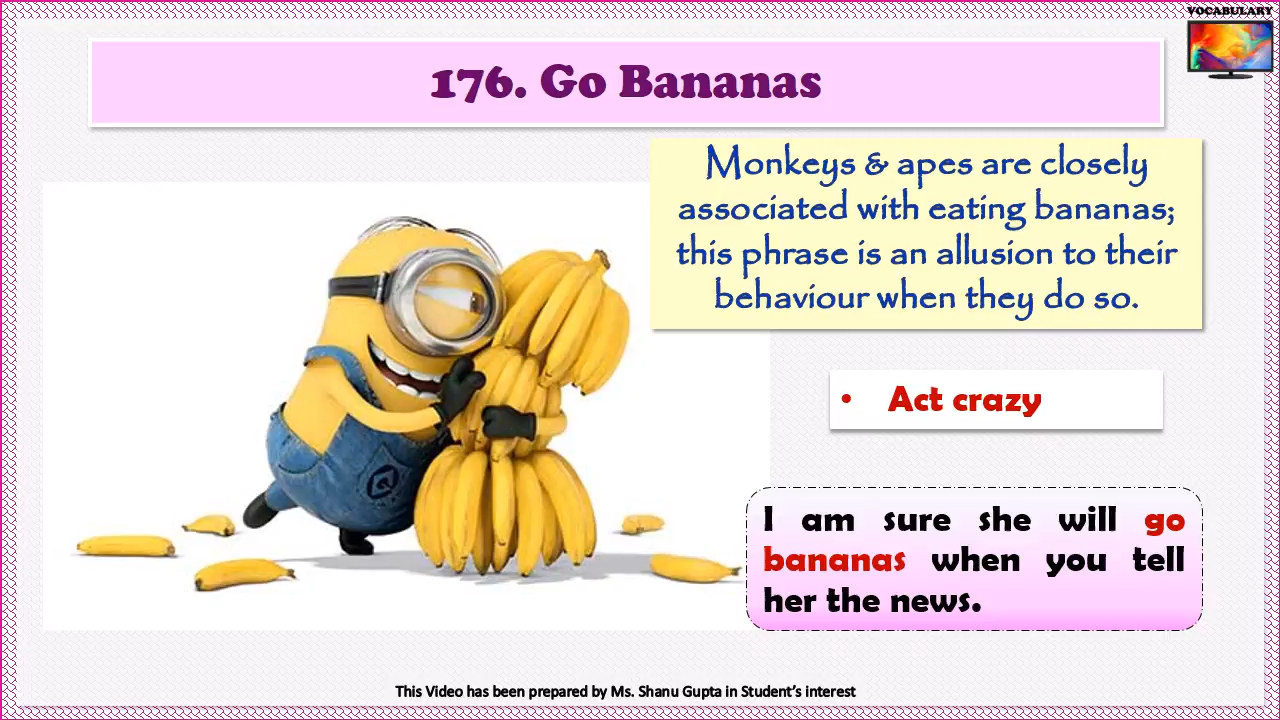 VOCABULARY
176. Go Bananas
Monkeys & apes are closely
associated with eating bananas;
this phrase is an allusion to their
behaviour when they do so.
• Act crazy
I am sure she will go
bananas when you tell
her the news.
This Video has been prepared by Ms. Shanu Gupta in Student's interest